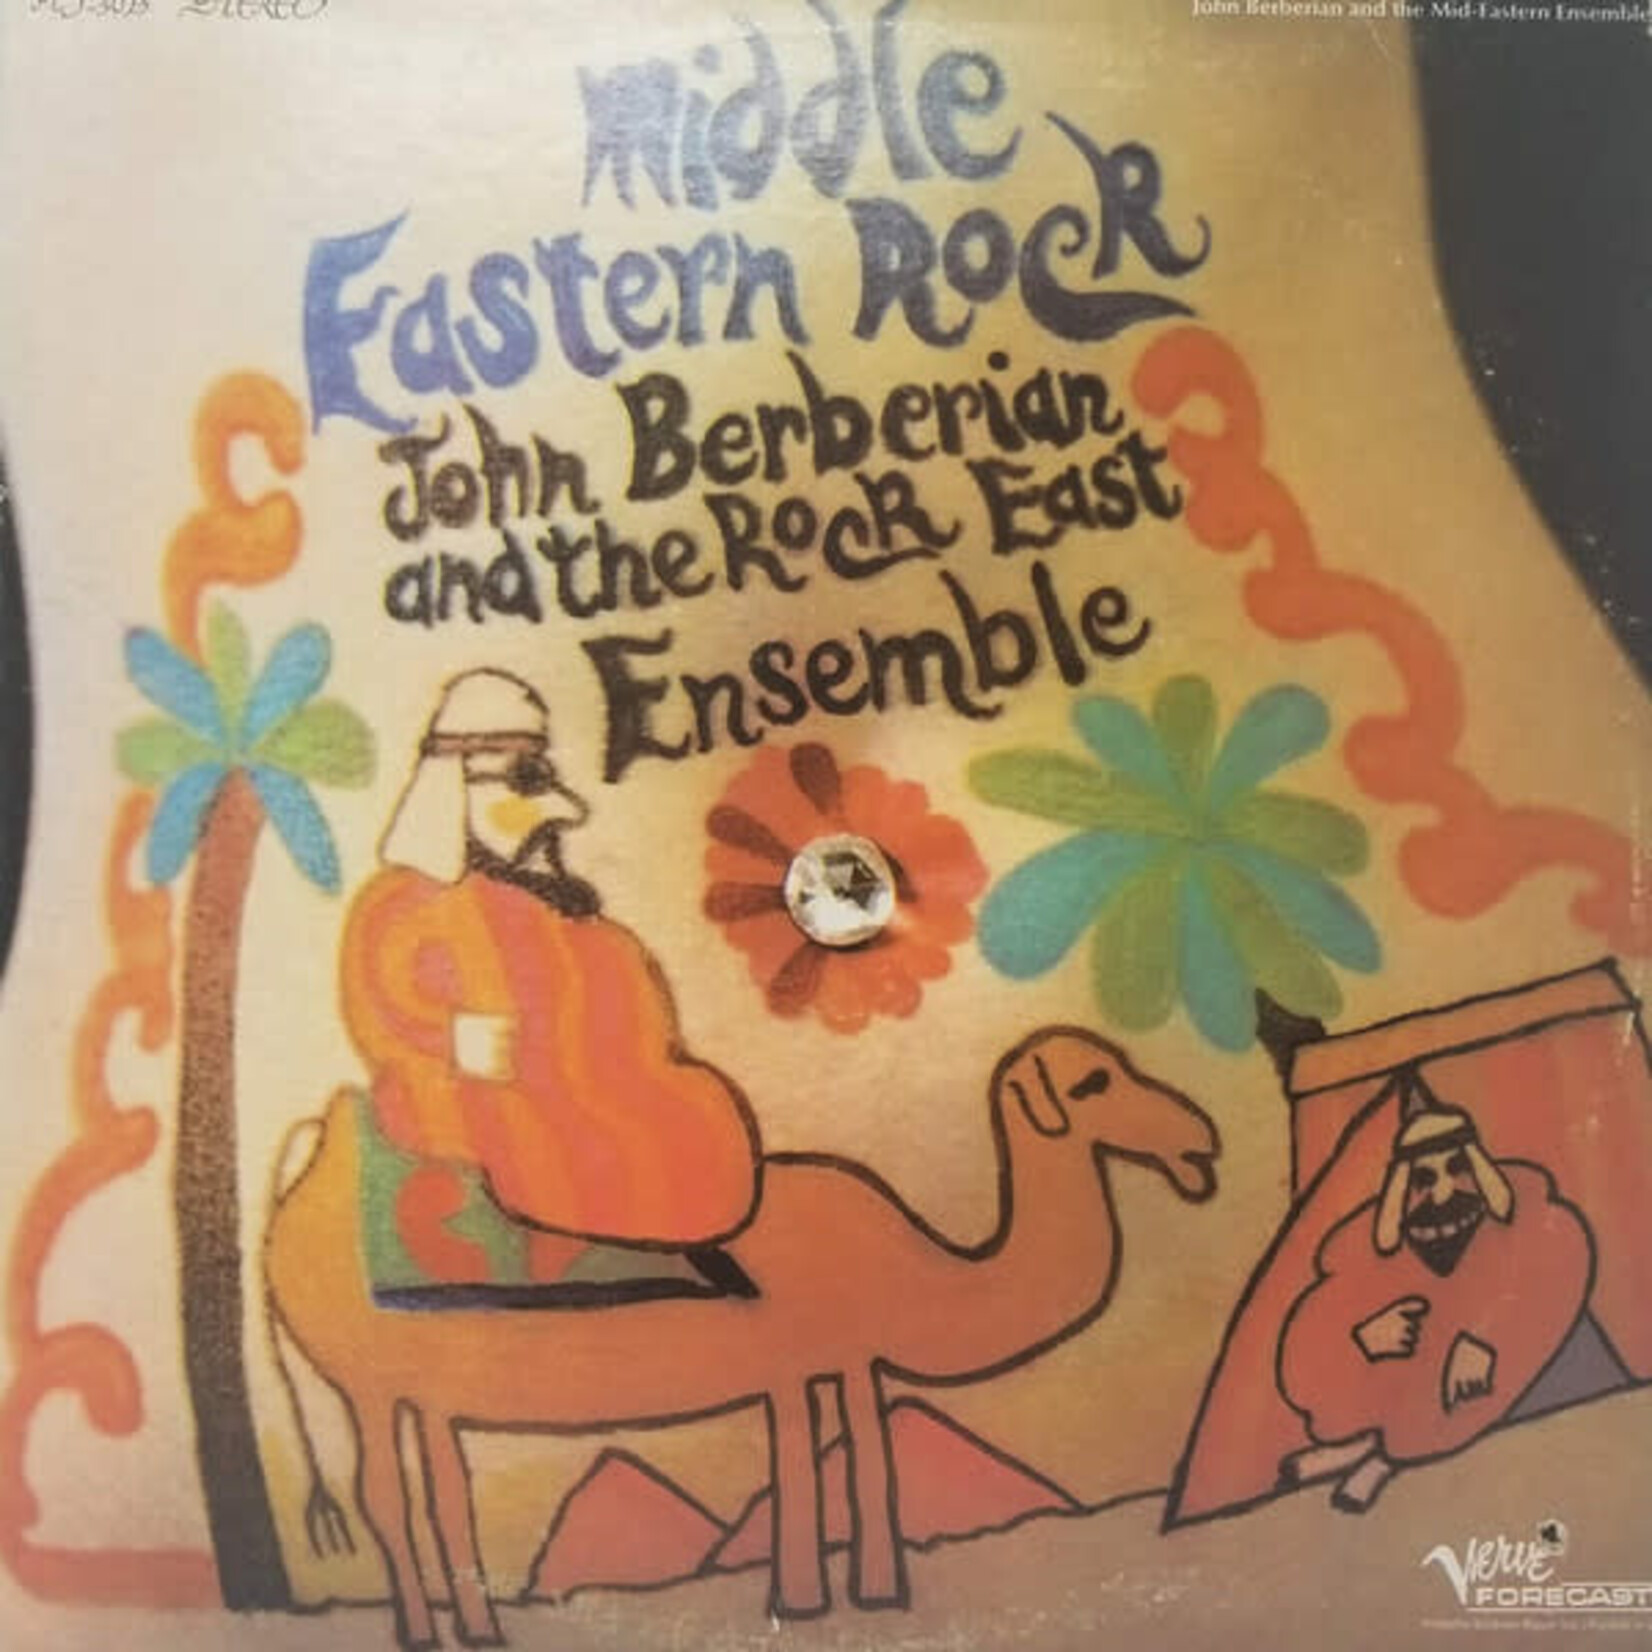 STEREO
John Berberian and the Mid-Eastern Ensemble
Middle
Eastern Rock
John Berberian
and the Rock East
Ensemble
Verve
FORECAST